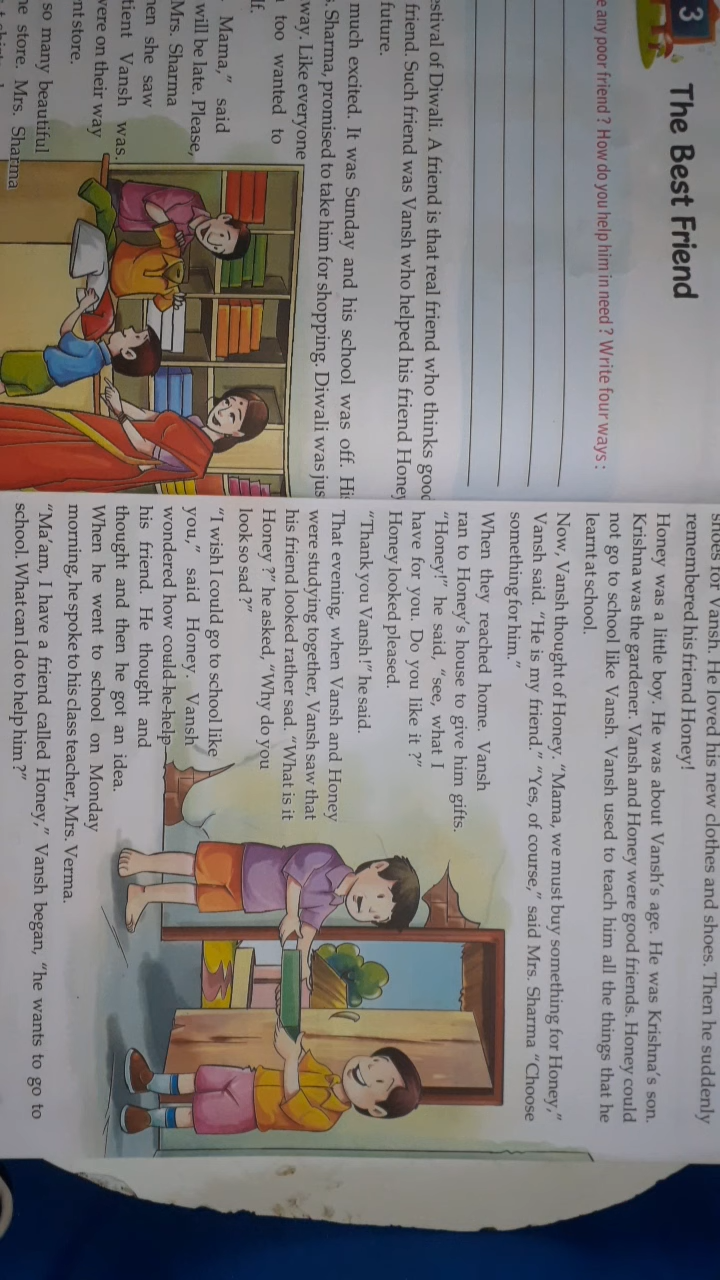 3
The Best Friend
any poor friend ? How do you help him in need ? Write four ways :
of Diwali. A friend is that real friend who thinks
friend. Such friend was Vansh who helped his friend Honey
future.
much excited. It was Sunday and his school was off.
Sharma, promised to take him for shopping. Diwali was
way. Like everyone
too wanted to
Mama," said
will be late. Please,
Mrs. Sharma
she saw
Vansh was.
were on their way
store.
so many beautiful
store. Mrs. Sharma
shoes for Vansh. He loved his new clothes and shoes. Then he suddenly
remembered his friend Honey!
Honey was a little boy. He was about Vansh's age. He was Krishna's son.
Krishna was the gardener. Vansh and Honey were good friends. Honey could
not go to school like Vansh. Vansh used to teach him all the things that he
learnt at school.
Now, Vansh thought of Honey. "Mama, we must buy something for Honey,"
Vansh said. "He is my friend." "Yes, of course," said Mrs. Sharma "Choose
something for him."
When they reached home. Vansh
ran to Honey's house to give him gifts.
"Honey!" he said, "see, what I
have for you. Do you like it ?"
Honey looked pleased.
"Thank you Vansh !" he said.
That evening, when Vansh and Honey
were studying together, Vansh saw that
his friend looked rather sad. "What is it
Honey ?" he asked, "Why do you
look so sad ?"
"I wish I could go to school like
you," said Honey. Vansh
wondered how could he help
his friend. He thought and
thought and then he got an idea.
When he went to school on Monday
morning, he spoke to his class teacher, Mrs. Verma.
"Ma'am, I have a friend called Honey," Vansh began, "he wants to go to
school. What can I do to help him ?"